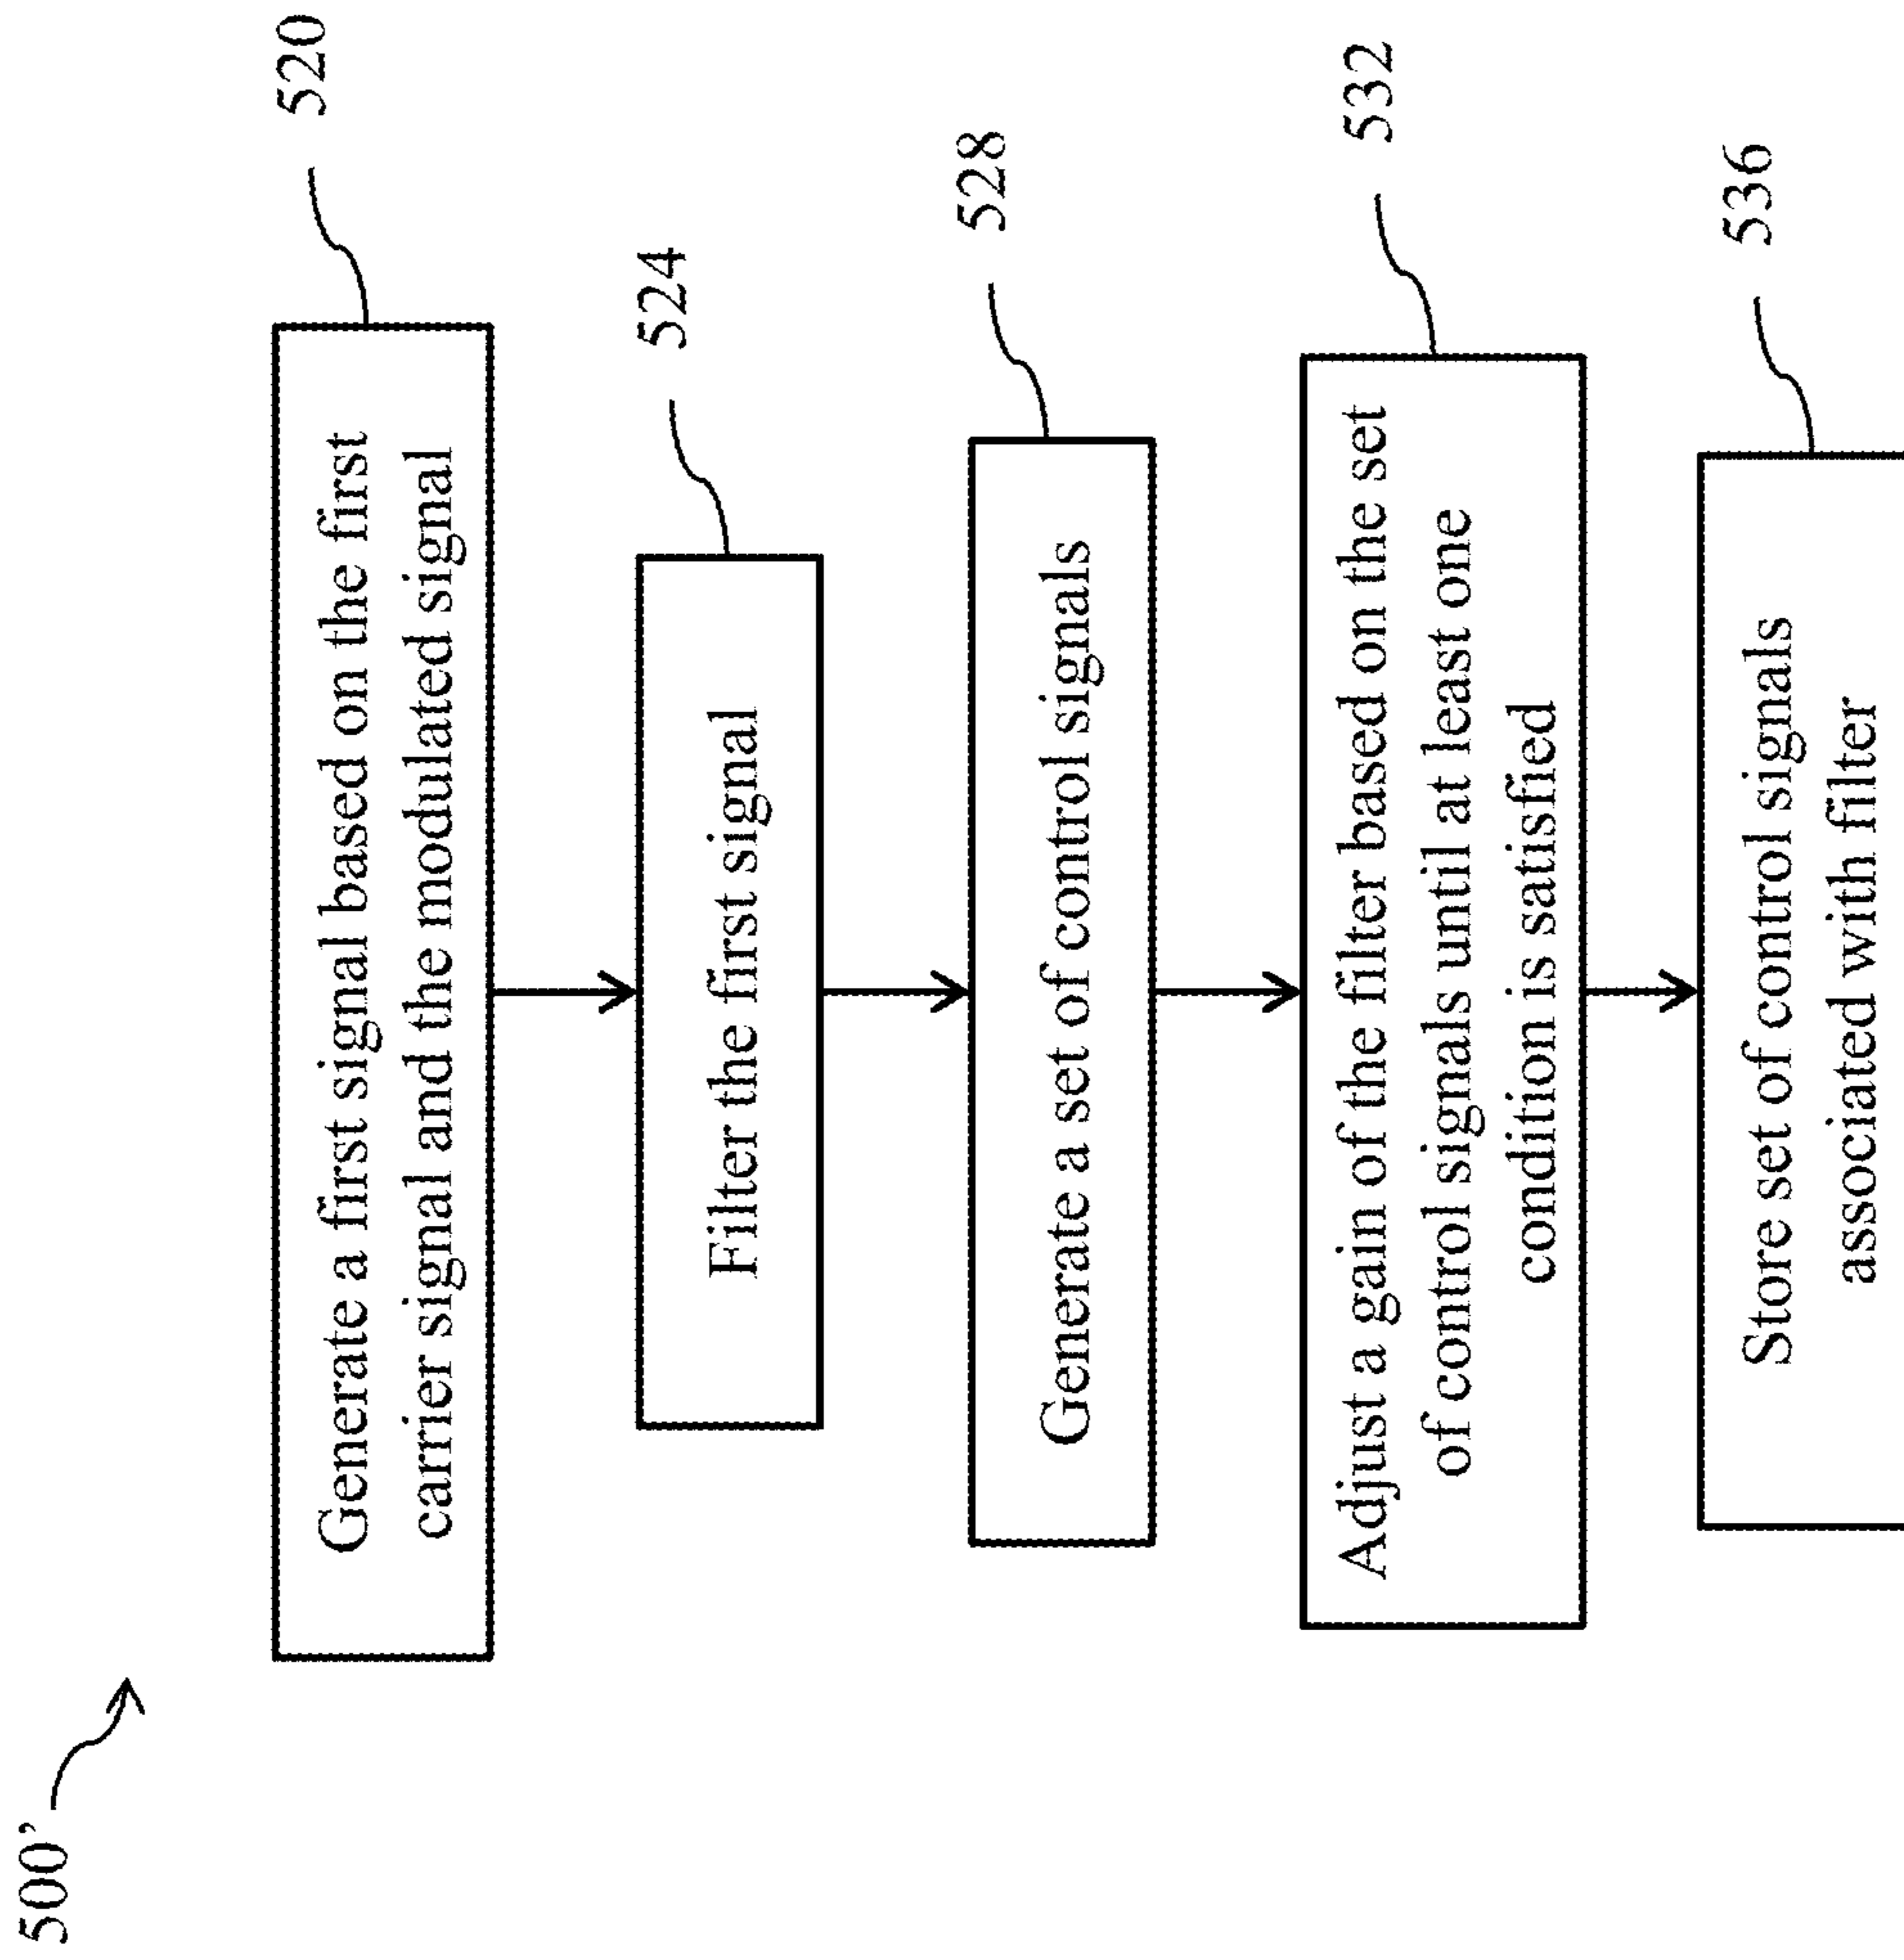 500’
520
Generate a first signal based on the first
carrier signal and the modulated signal
524
Filter the first signal
528
Generate a set of control signals
532
Adjust a gain of the filter based on the set
of control signals until at least one
condition is satisfied
536
Store set of control signals
associated with filter